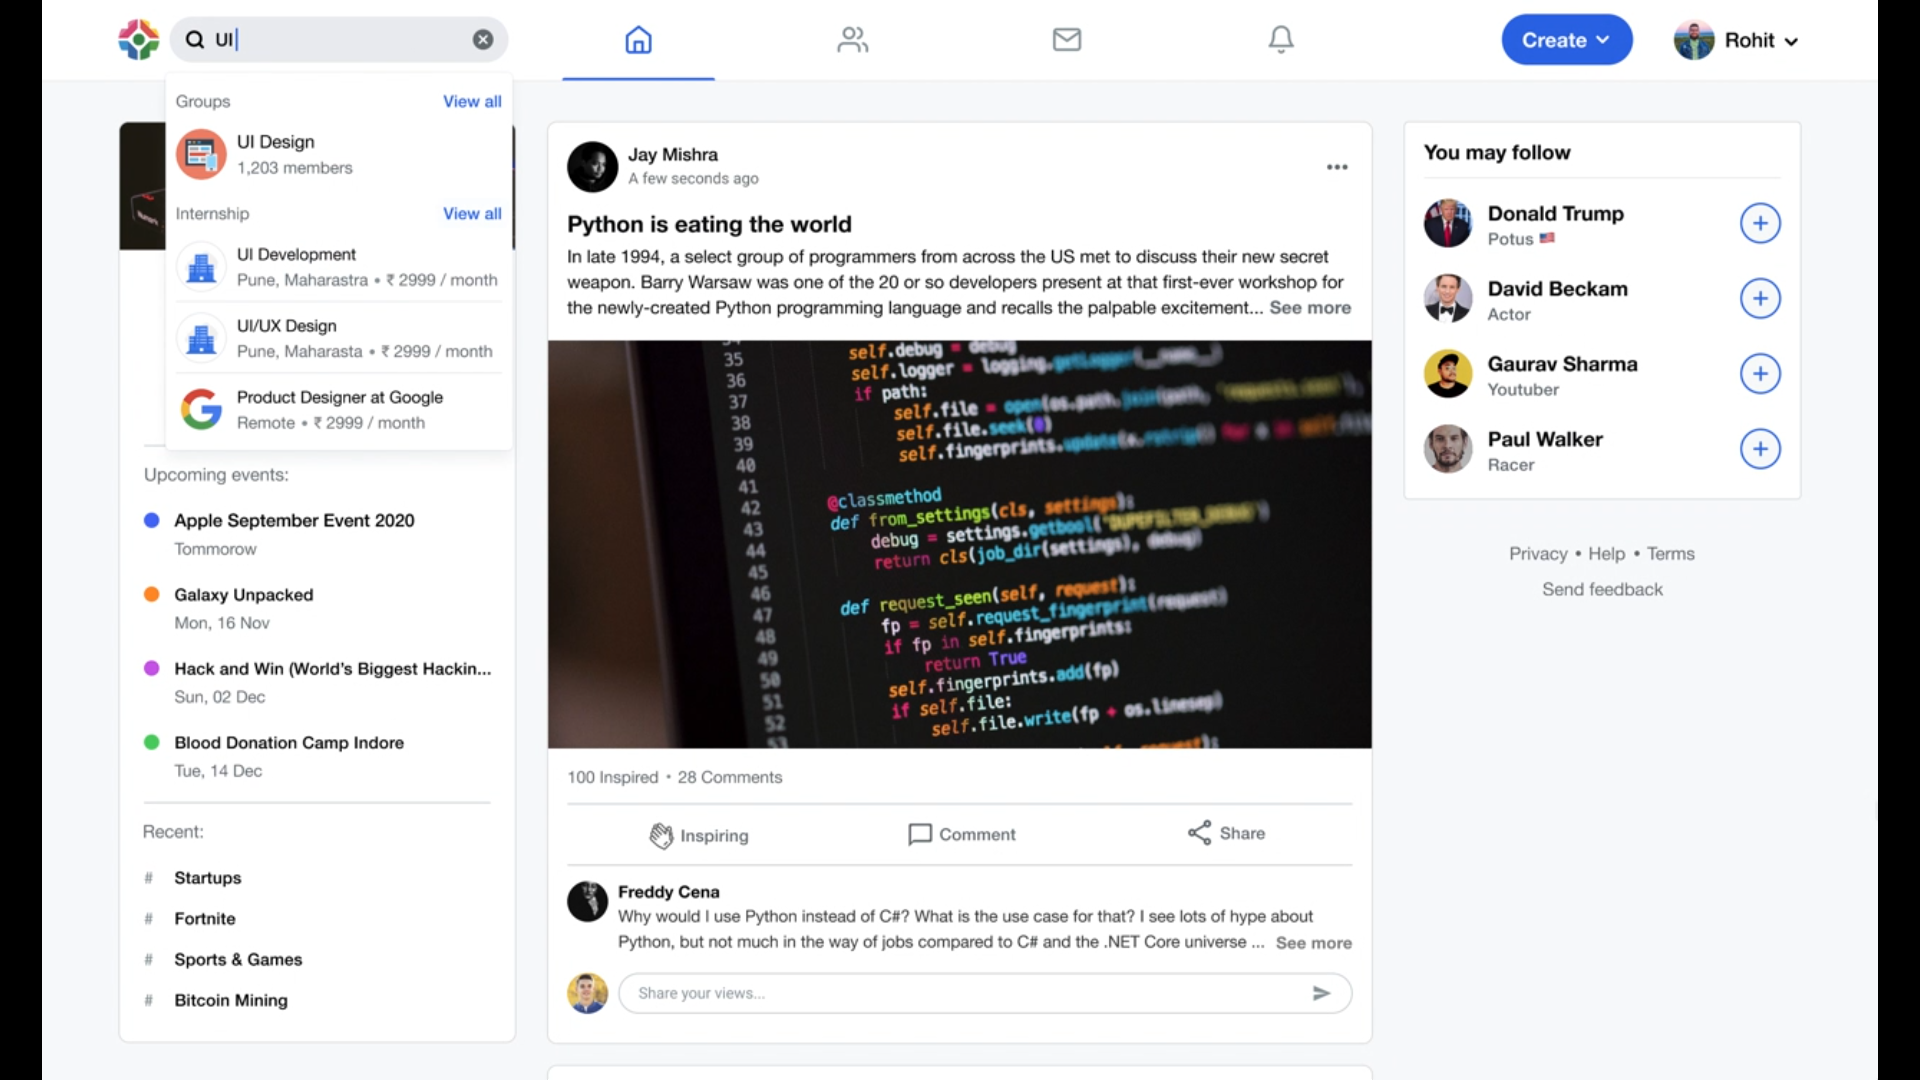 UI
Create
Rohit
Groups
View all
UI Design
1,203 members
Internship
View all
UI Development
Pune, Maharastra • ₹ 2999 / month
UI/UX Design
Pune, Maharasta • ₹ 2999 / month
Product Designer at Google
Remote • ₹ 2999 / month
Upcoming events:
Apple September Event 2020
Tommorow
Galaxy Unpacked
Mon, 16 Nov
Hack and Win (World's Biggest Hackin...
Sun, 02 Dec
Blood Donation Camp Indore
Tue, 14 Dec
Recent:
# Startups
# Fortnite
# Sports & Games
# Bitcoin Mining
Jay Mishra
A few seconds ago
Python is eating the world
In late 1994, a select group of programmers from across the US met to discuss their new secret
weapon. Barry Warsaw was one of the 20 or so developers present at that first-ever workshop for
the newly-created Python programming language and recalls the palpable excitement... See more
35 self.debug = debug
36 self.logger = logging.getLogger(__name__)
37 if path:
38 self.file = open(os.path.join(path,
39 self.file.seek(0)
40 self.fingerprints.update(
41
42 @classmethod
43 def from_settings(cls, settings):
44 debug = settings.getbool(
45 return cls(job_dir(settings), debug)
46
47 def request_seen(self, request):
48 fp = self.request_fingerprint(request)
49 if fp in self.fingerprints:
50 return True
51 self.fingerprints.add(fp)
52 if self.file:
self.file.write(fp + os.linesep)
100 Inspired • 28 Comments
Inspiring
Comment
Share
Freddy Cena
Why would I use Python instead of C#? What is the use case for that? I see lots of hype about
Python, but not much in the way of jobs compared to C# and the .NET Core universe ... See more
Share your views...
You may follow
Donald Trump
Potus 🇺🇸
David Beckam
Actor
Gaurav Sharma
Youtuber
Paul Walker
Racer
Privacy • Help • Terms
Send feedback